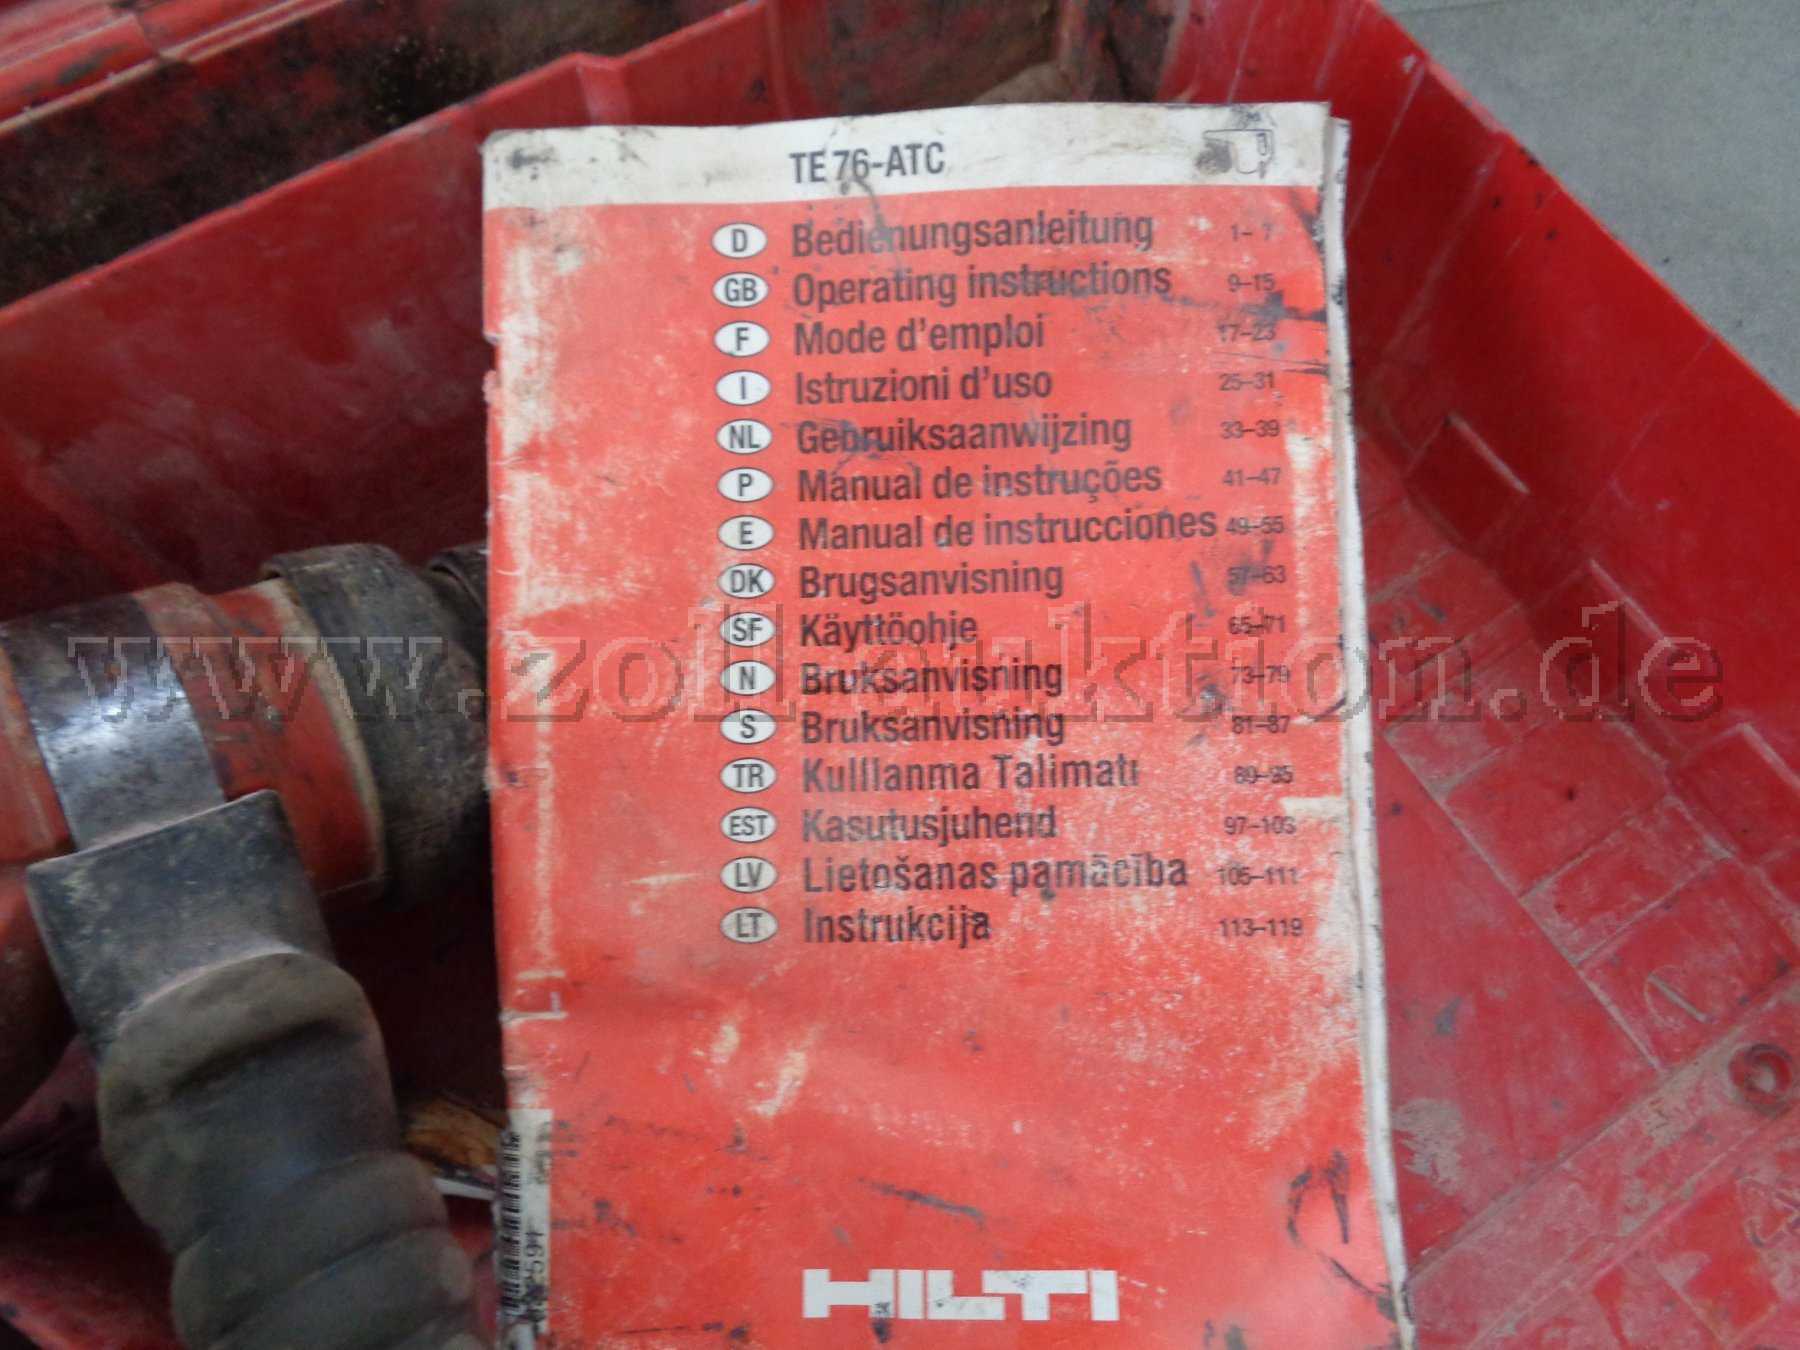 TE 76-ATC
D Bedienungsanleitung 1–7
GB Operating instructions 9–15
F Mode d'emploi 17–23
I Istruzioni d'uso 25–31
NL Gebruiksaanwijzing 33–39
P Manual de instruções 41–47
E Manual de instrucciones 49–55
DK Brugsanvisning 57–63
SF Käyttöohje 65–71
N Bruksanvisning 73–79
S Bruksanvisning 81–87
TR Kulllanma Talimatı 89–95
EST Kasutusjuhend 97–103
LV Lietošanas pamācība 105–111
LT Instrukcija 113–119
www.zoll-auktion.de
HILTI